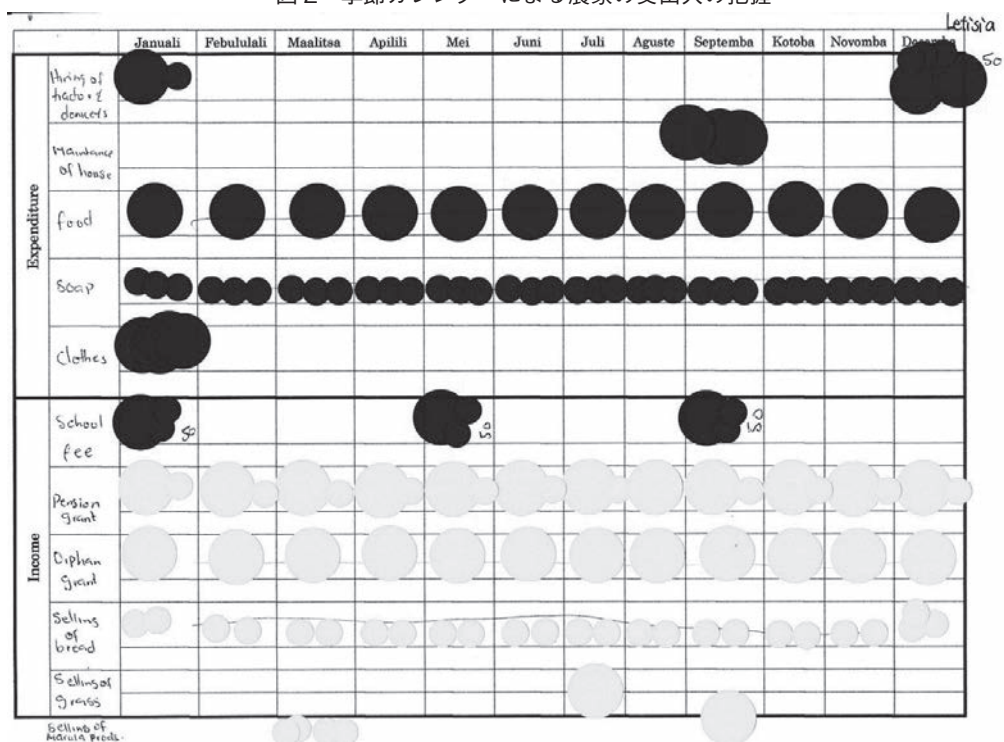 図2 季節カレンダーによる農家の支出入の把握
Letisia
Januali Febululali Maalitsa Apilili Mei Juni Juli Aguste Septemba Kotoba Novomba
Expenditure
Hiring of
50
Maintance
of house
food
Soap
Clothes
Income
School
fee
50 50 50
Pension
grant
Orphan
grant
Selling
of
bread
Selling of
grass
Selling of
Marula Prods.